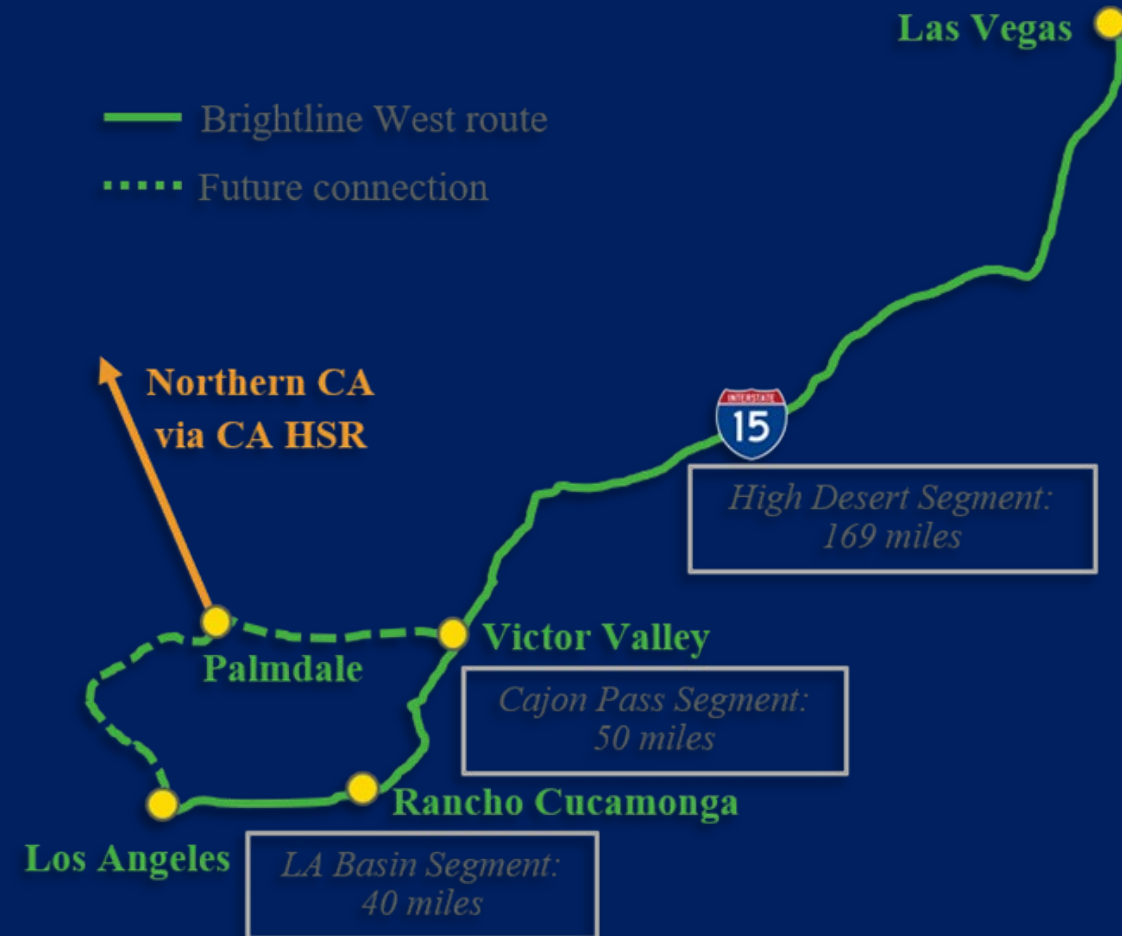 Las Vegas
Brightline West route
Future connection
Northern CA
via CA HSR
INTERSTATE
15
High Desert Segment:
169 miles
Palmdale
Victor Valley
Cajon Pass Segment:
50 miles
Rancho Cucamonga
Los Angeles
LA Basin Segment:
40 miles